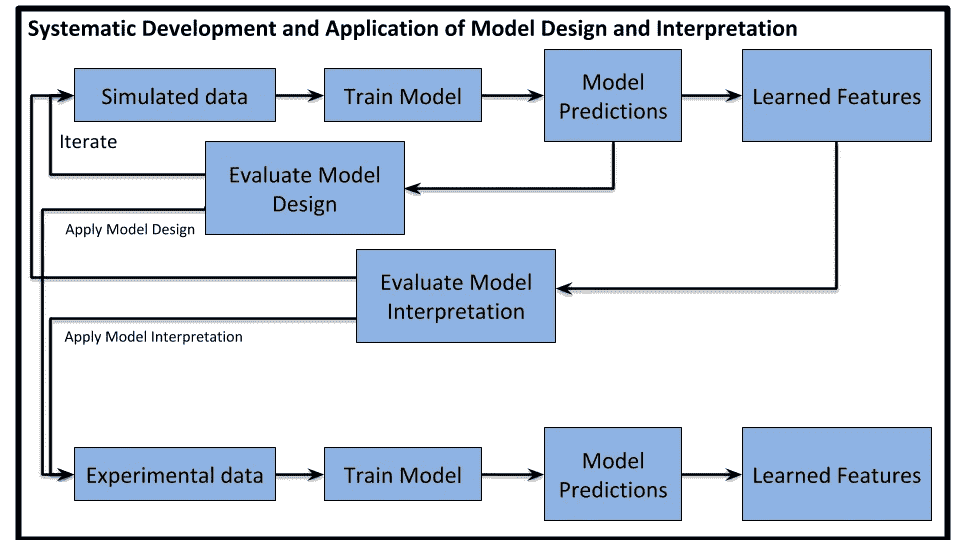 Systematic Development and Application of Model Design and Interpretation
Simulated data
Train Model
Model
Predictions
Learned Features
Iterate
Evaluate Model
Design
Apply Model Design
Evaluate Model
Interpretation
Apply Model Interpretation
Experimental data
Train Model
Model
Predictions
Learned Features